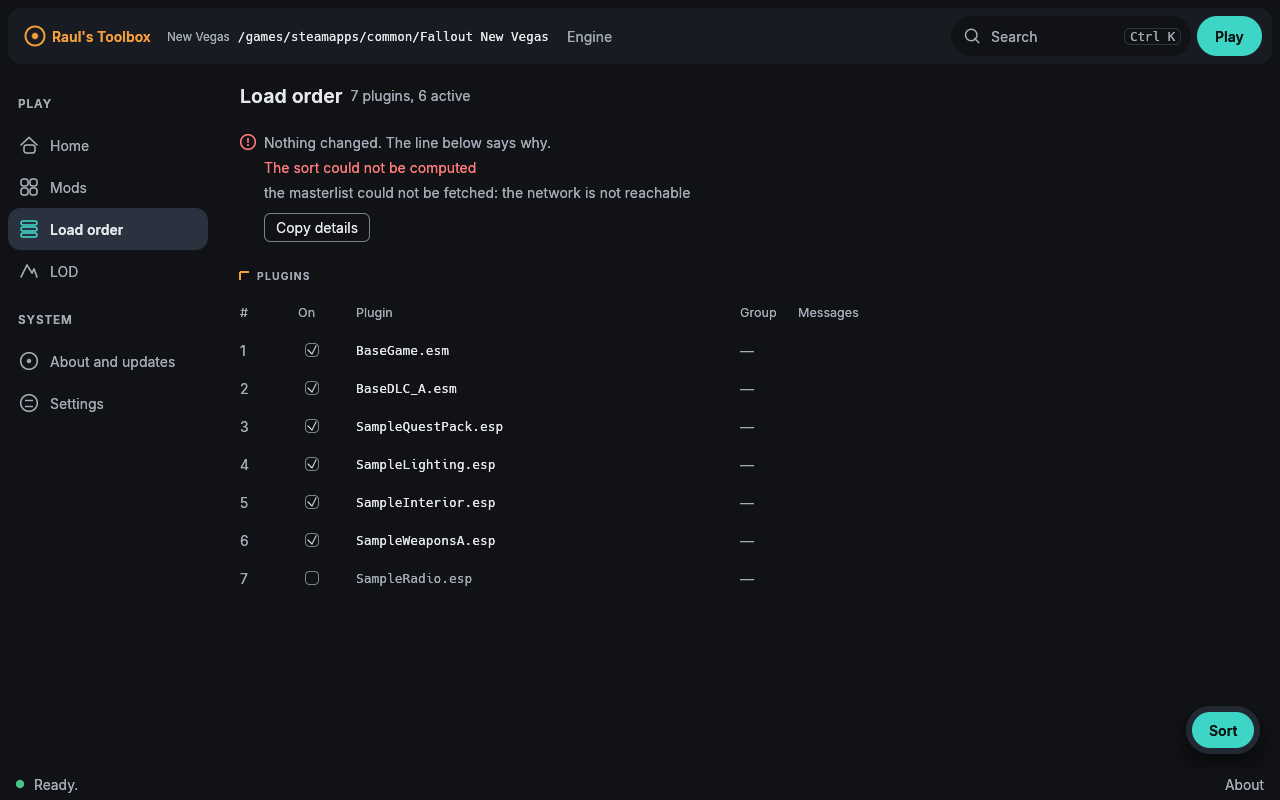 Raul's Toolbox New Vegas /games/steamapps/common/Fallout New Vegas Engine Search Ctrl K Play
PLAY
Home
Mods
Load order
LOD
SYSTEM
About and updates
Settings
Load order 7 plugins, 6 active
Nothing changed. The line below says why.
The sort could not be computed
the masterlist could not be fetched: the network is not reachable
Copy details
PLUGINS
# On Plugin Group Messages
1 BaseGame.esm —
2 BaseDLC_A.esm —
3 SampleQuestPack.esp —
4 SampleLighting.esp —
5 SampleInterior.esp —
6 SampleWeaponsA.esp —
7 SampleRadio.esp —
Sort
Ready. About